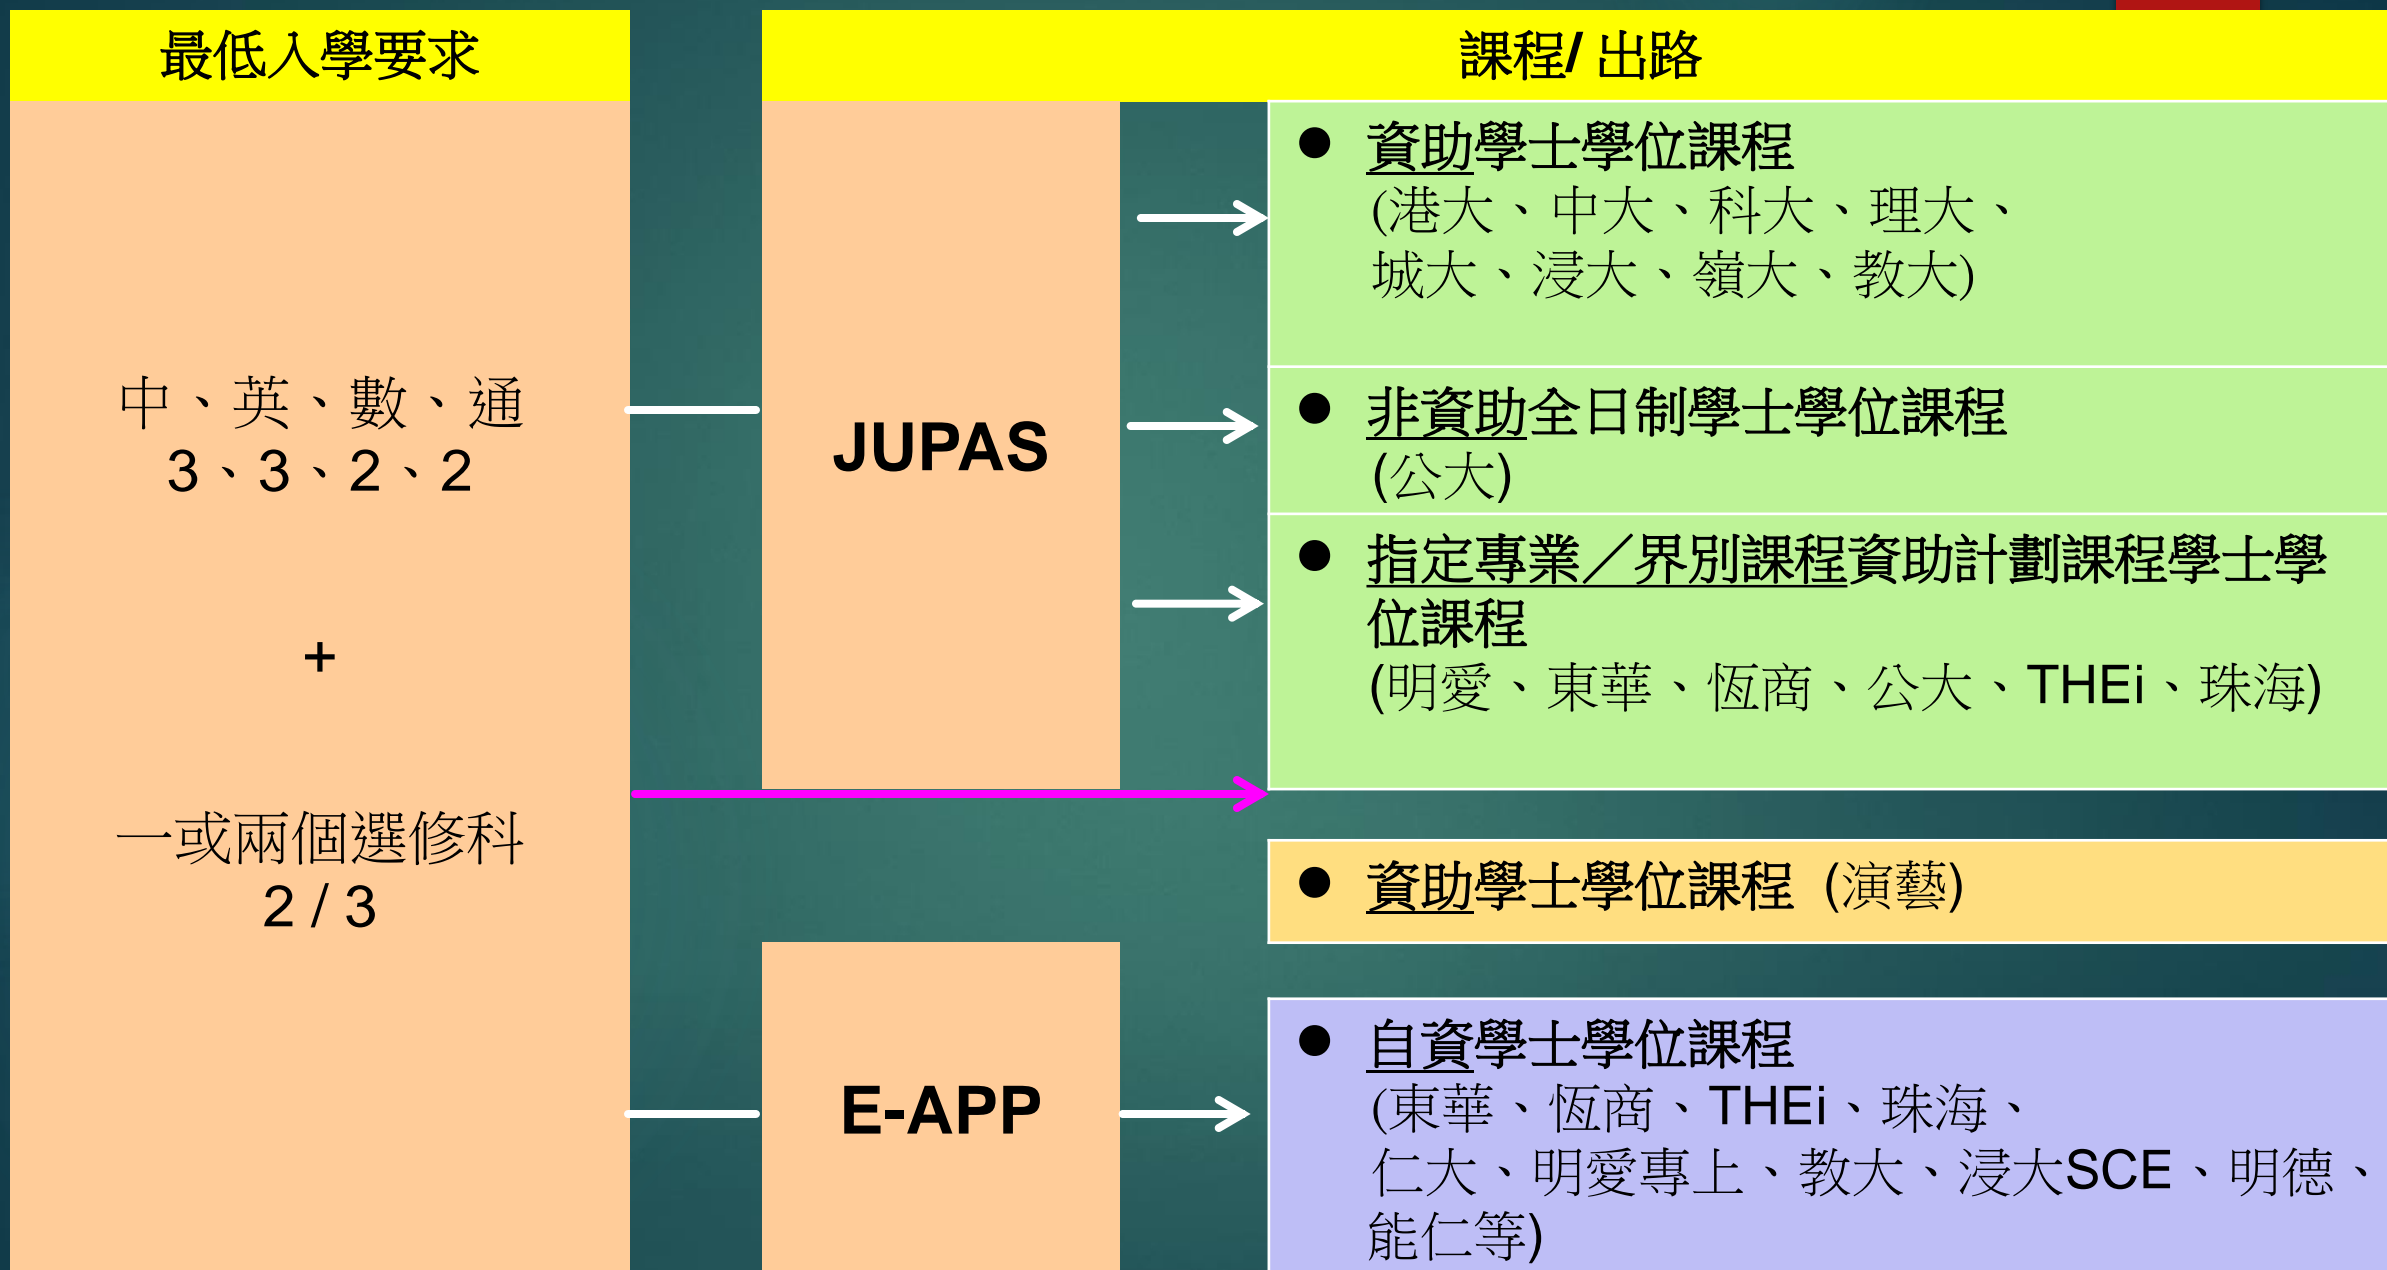 最低入學要求
課程/ 出路
中、英、數、通
3、3、2、2
+
一或兩個選修科
2 / 3
JUPAS
● 資助學士學位課程
(港大、中大、科大、理大、
城大、浸大、嶺大、教大)
● 非資助全日制學士學位課程
(公大)
● 指定專業／界別課程資助計劃課程學士學
位課程
(明愛、東華、恆商、公大、THEi、珠海)
● 資助學士學位課程 (演藝)
E-APP
● 自資學士學位課程
(東華、恆商、THEi、珠海、
仁大、明愛專上、教大、浸大SCE、明德、
能仁等)